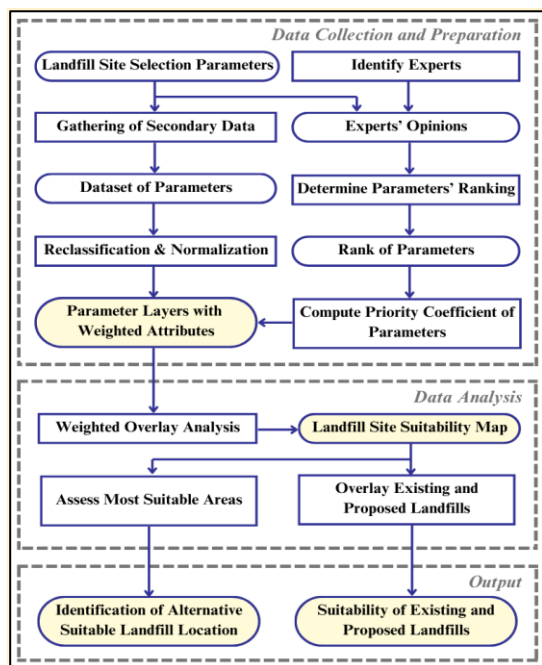 Data Collection and Preparation
Landfill Site Selection Parameters
Identify Experts
Gathering of Secondary Data
Experts' Opinions
Dataset of Parameters
Determine Parameters' Ranking
Reclassification & Normalization
Rank of Parameters
Parameter Layers with
Weighted Attributes
Compute Priority Coefficient of
Parameters
Data Analysis
Weighted Overlay Analysis
Landfill Site Suitability Map
Assess Most Suitable Areas
Overlay Existing and
Proposed Landfills
Output
Identification of Alternative
Suitable Landfill Location
Suitability of Existing and
Proposed Landfills